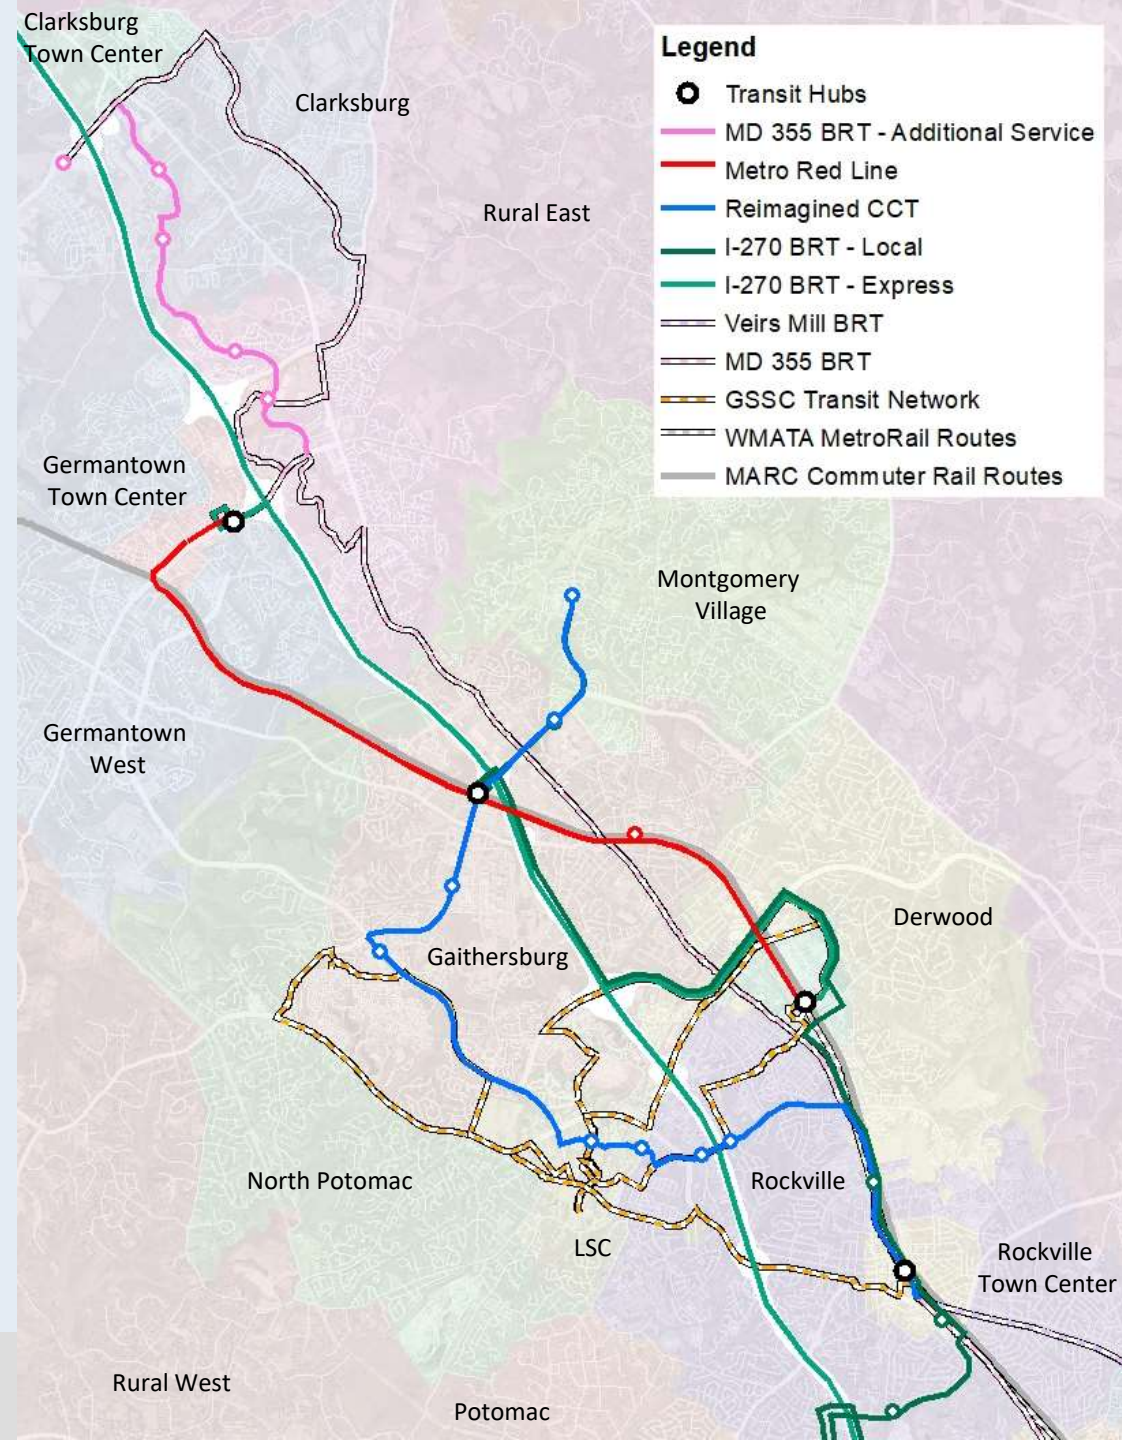 Clarksburg
Town Center
Clarksburg
Rural East
Legend
Transit Hubs
MD 355 BRT - Additional Service
Metro Red Line
Reimagined CCT
I-270 BRT - Local
I-270 BRT - Express
Veirs Mill BRT
MD 355 BRT
GSSC Transit Network
WMATA MetroRail Routes
MARC Commuter Rail Routes
Germantown
Town Center
Montgomery
Village
Germantown
West
Derwood
Gaithersburg
North Potomac
Rockville
LSC
Rockville
Town Center
Rural West
Potomac